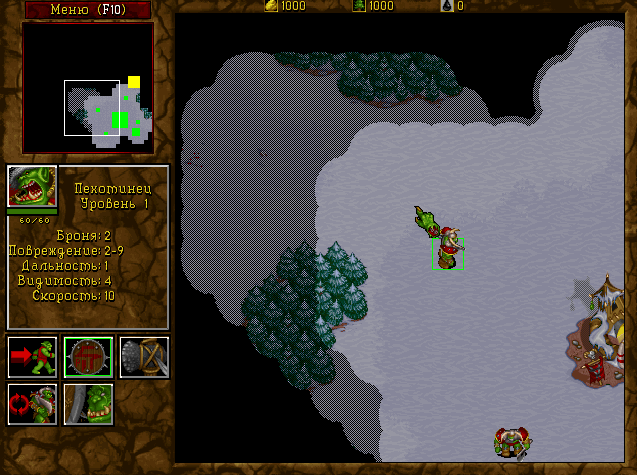 Меню (F10)
1000 1000 0
Пехотинец
Уровень 1
60/60
Броня: 2
Повреждение: 2-9
Дальность: 1
Видимость: 4
Скорость: 10